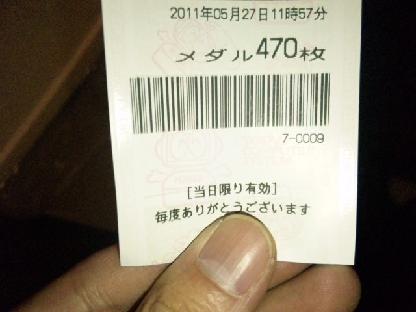 2011年05月27日11時57分
メダル470枚
7-0009
[当日限り有効]
毎度ありがとうございます